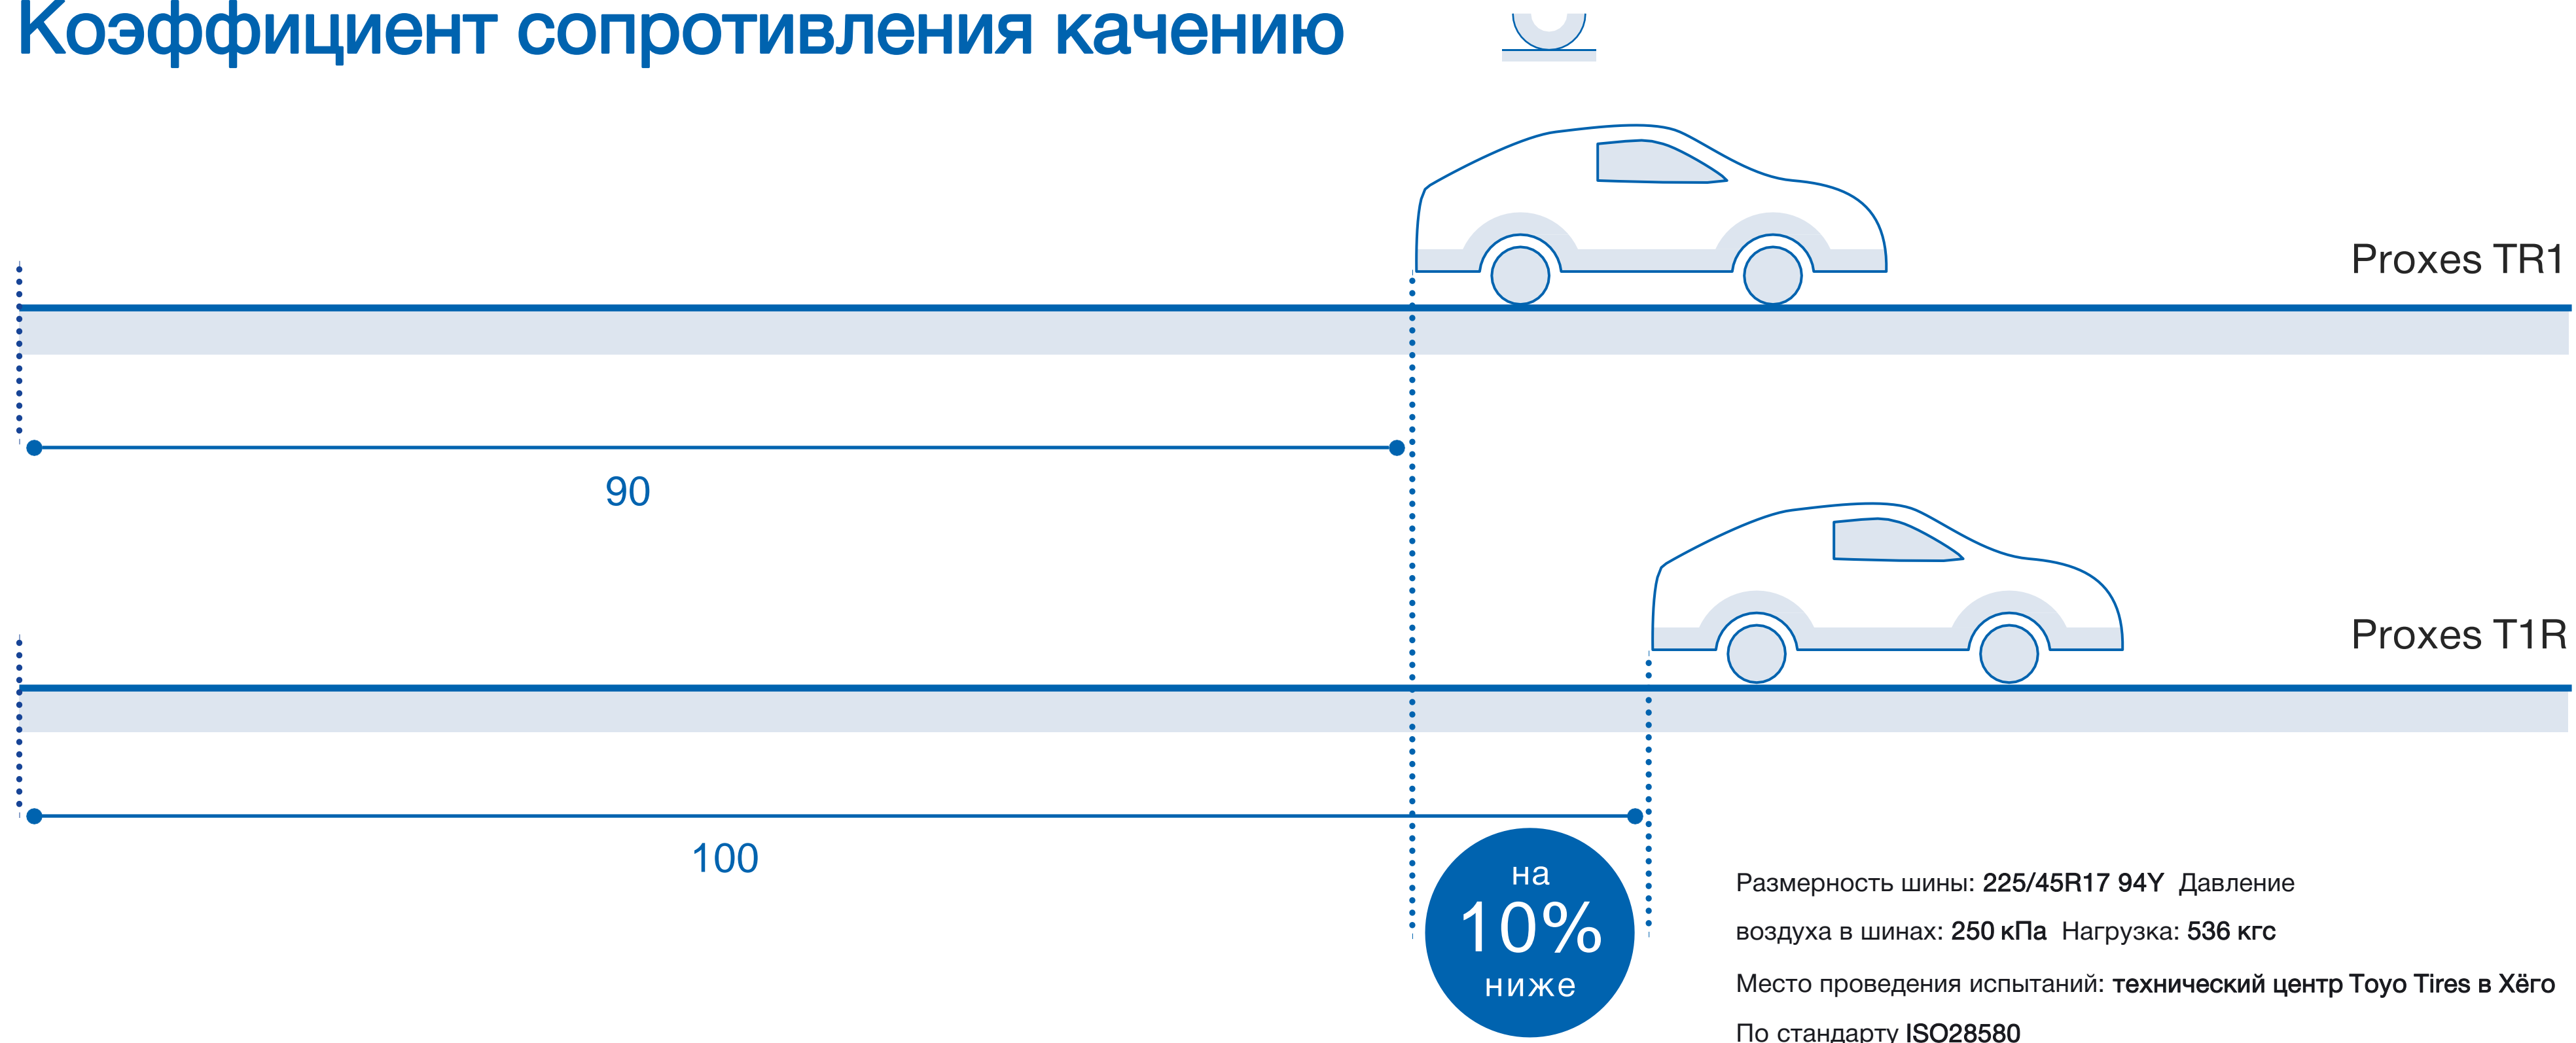 Коэффициент сопротивления качению
Proxes TR1
90
Proxes T1R
100
на
10%
ниже
Размерность шины: 225/45R17 94Y Давление
воздуха в шинах: 250 кПа Нагрузка: 536 кгс
Место проведения испытаний: технический центр Toyo Tires в Хёго
По стандарту ISO28580